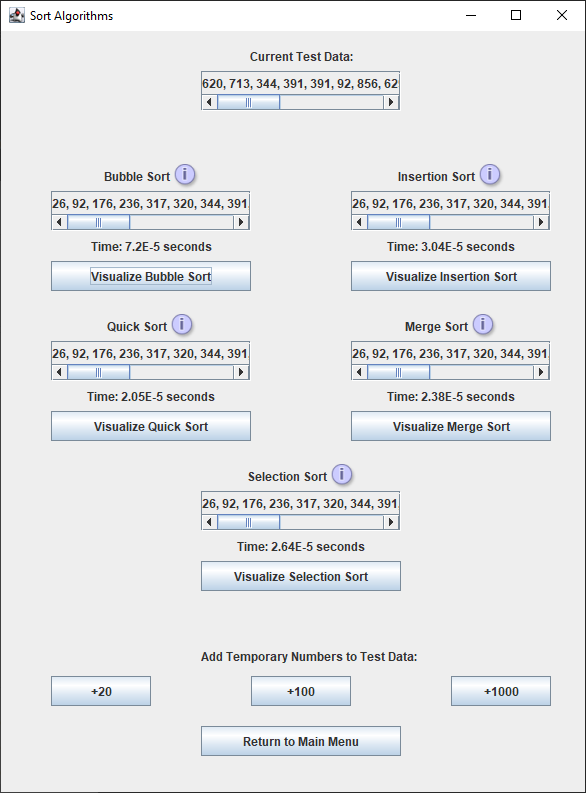 Sort Algorithms
Current Test Data:
620, 713, 344, 391, 391, 92, 856, 62
Bubble Sort i
Insertion Sort i
26, 92, 176, 236, 317, 320, 344, 391,
26, 92, 176, 236, 317, 320, 344, 391,
Time: 7.2E-5 seconds
Time: 3.04E-5 seconds
Visualize Bubble Sort
Visualize Insertion Sort
Quick Sort i
Merge Sort i
26, 92, 176, 236, 317, 320, 344, 391,
26, 92, 176, 236, 317, 320, 344, 391,
Time: 2.05E-5 seconds
Time: 2.38E-5 seconds
Visualize Quick Sort
Visualize Merge Sort
Selection Sort i
26, 92, 176, 236, 317, 320, 344, 391,
Time: 2.64E-5 seconds
Visualize Selection Sort
Add Temporary Numbers to Test Data:
+20
+100
+1000
Return to Main Menu